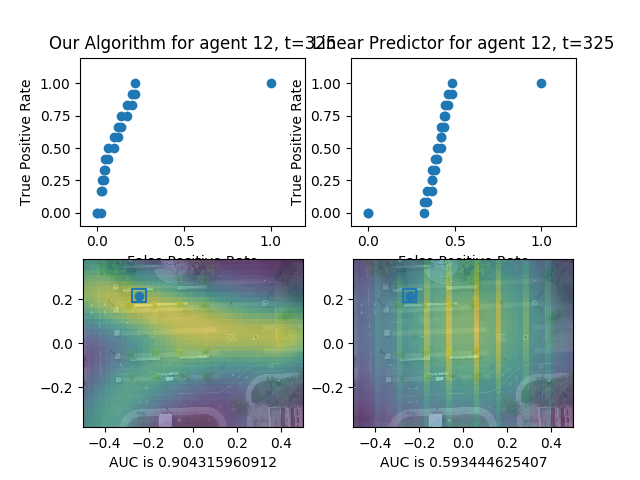 Our Algorithm for agent 12, t=325
Linear Predictor for agent 12, t=325
True Positive Rate
1.00
0.75
0.50
0.25
0.00
0.0 0.5 1.0
False Positive Rate
True Positive Rate
1.00
0.75
0.50
0.25
0.00
0.0 0.5 1.0
False Positive Rate
0.2
0.0
−0.2
−0.4 −0.2 0.0 0.2 0.4
AUC is 0.904315960912
0.2
0.0
−0.2
−0.4 −0.2 0.0 0.2 0.4
AUC is 0.593444625407